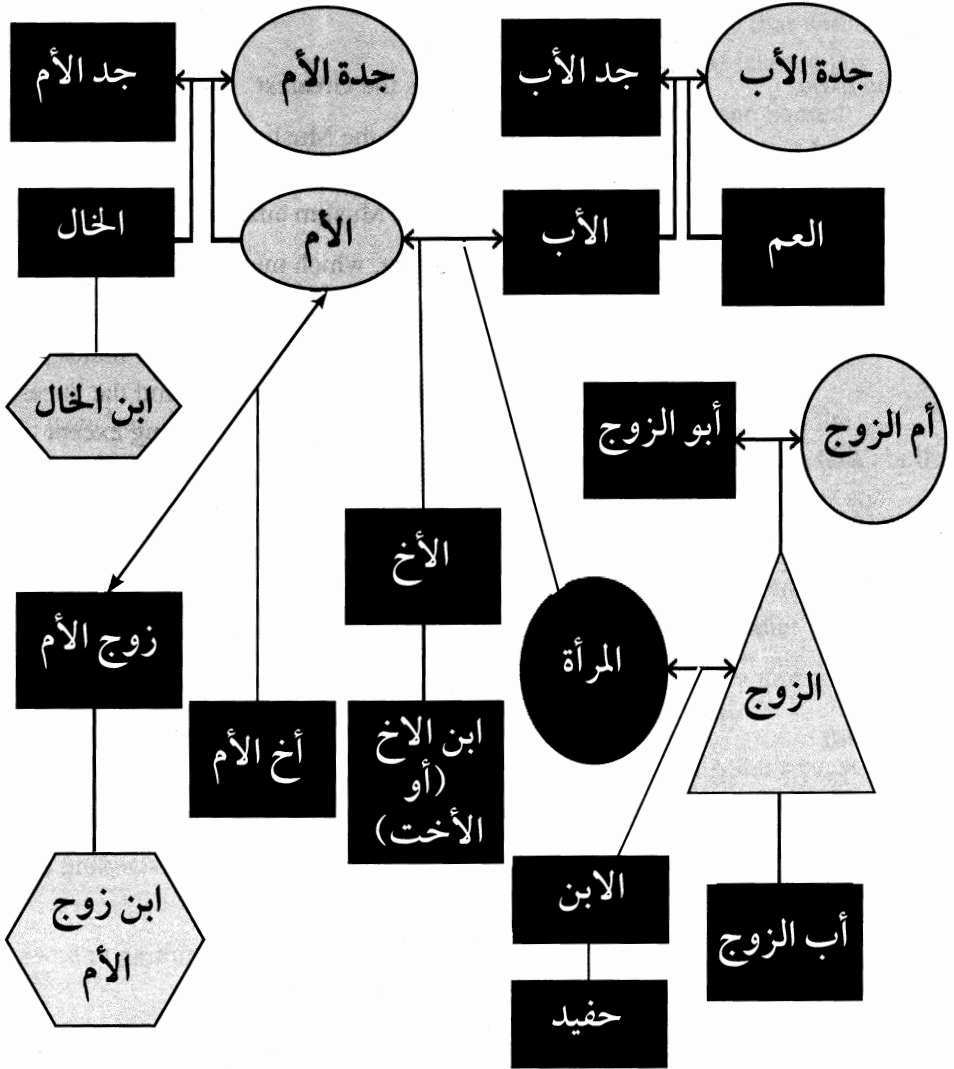 جدة الأب
جد الأب
جدة الأم
جد الأم
العم
الأب
الأم
الخال
ابن الخال
أم الزوج
أبو الزوج
الأخ
زوج الأم
المرأة
الزوج
أخ الأم
ابن الاخ
(أو
الأخت)
الابن
أب الزوج
ابن زوج
الأم
حفيد